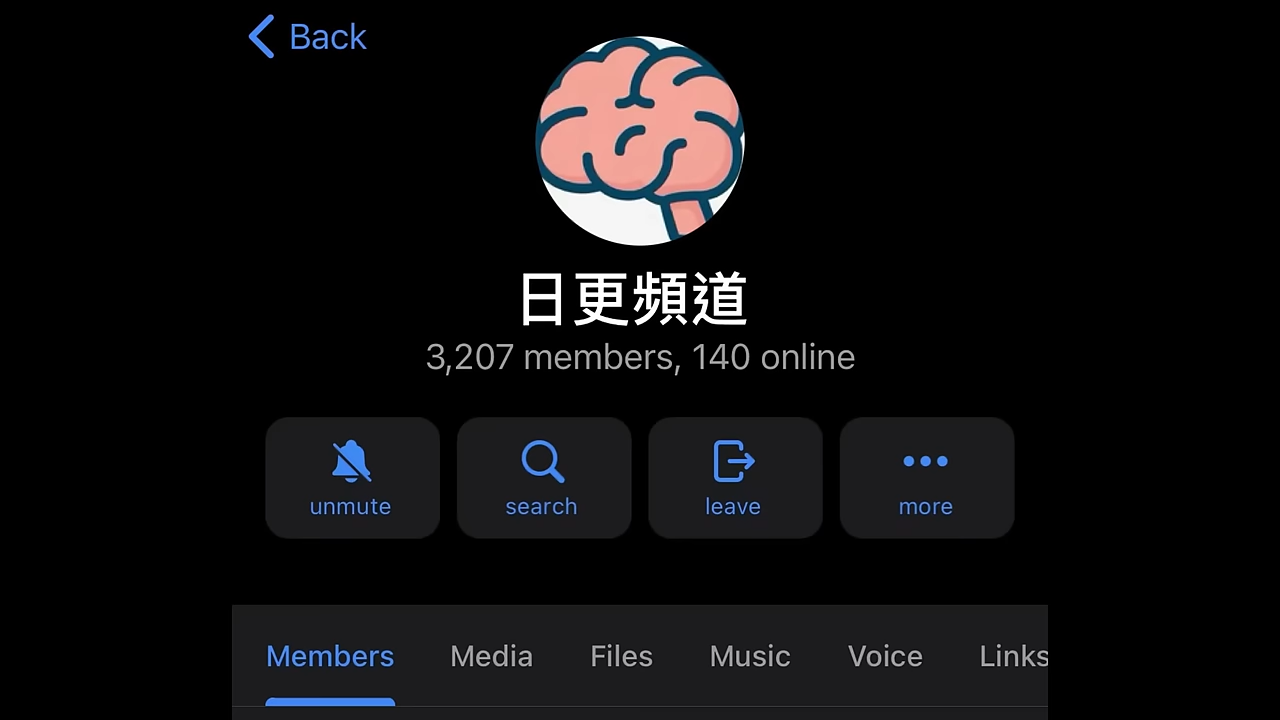 Back
日更頻道
3,207 members, 140 online
unmute search leave more
Members Media Files Music Voice Links